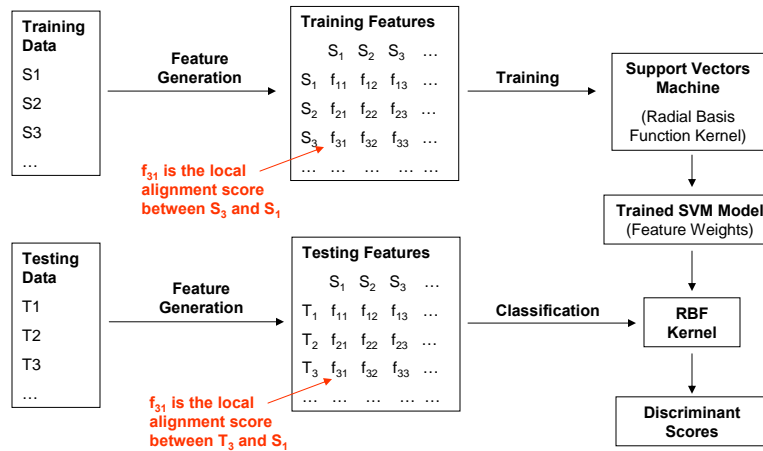 Training
Data
S1
S2
S3
…
Feature
Generation
Training Features
S₁ S₂ S₃ …
S₁ f₁₁ f₁₂ f₁₃ …
S₂ f₂₁ f₂₂ f₂₃ …
S₃ f₃₁ f₃₂ f₃₃ …
… … … … …
f₃₁ is the local
alignment score
between S₃ and S₁
Training
Support Vectors
Machine
(Radial Basis
Function Kernel)
Trained SVM Model
(Feature Weights)
Testing
Data
T1
T2
T3
…
Feature
Generation
Testing Features
S₁ S₂ S₃ …
T₁ f₁₁ f₁₂ f₁₃ …
T₂ f₂₁ f₂₂ f₂₃ …
T₃ f₃₁ f₃₂ f₃₃ …
… … … … …
f₃₁ is the local
alignment score
between T₃ and S₁
Classification
RBF
Kernel
Discriminant
Scores